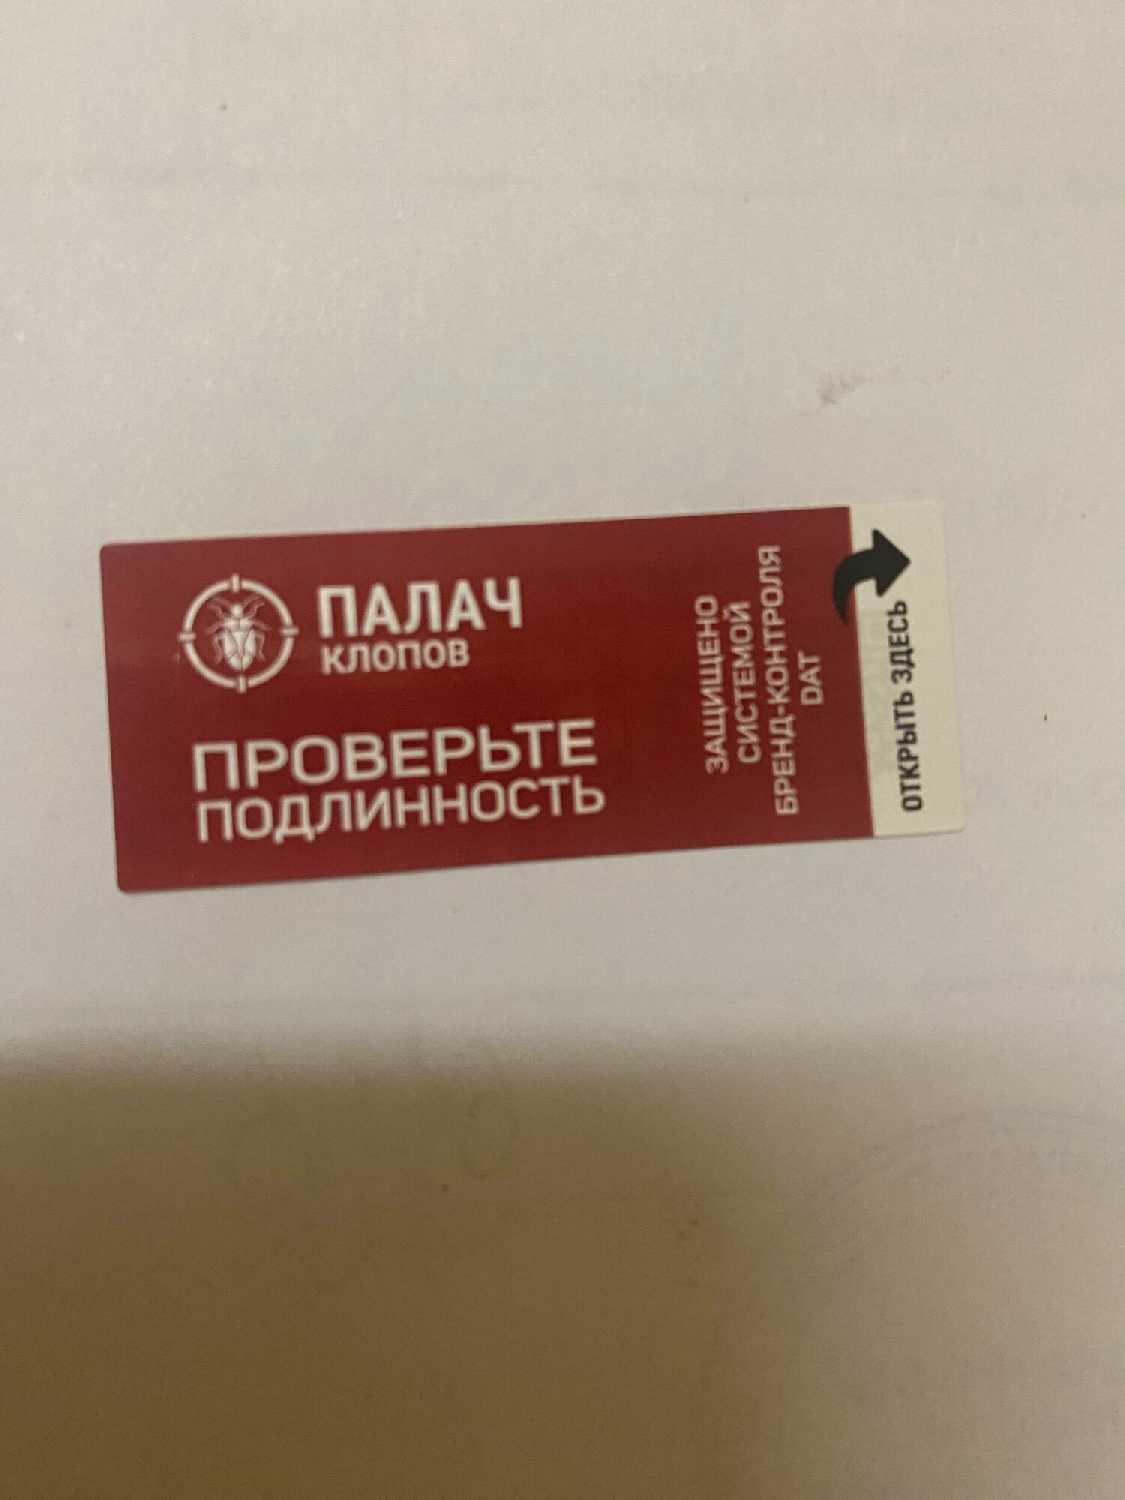 ПАЛАЧ
КЛОПОВ
ПРОВЕРЬТЕ
ПОДЛИННОСТЬ
ЗАЩИЩЕНО
СИСТЕМОЙ
БРЕНД-КОНТРОЛЯ
DAT
ОТКРЫТЬ ЗДЕСЬ